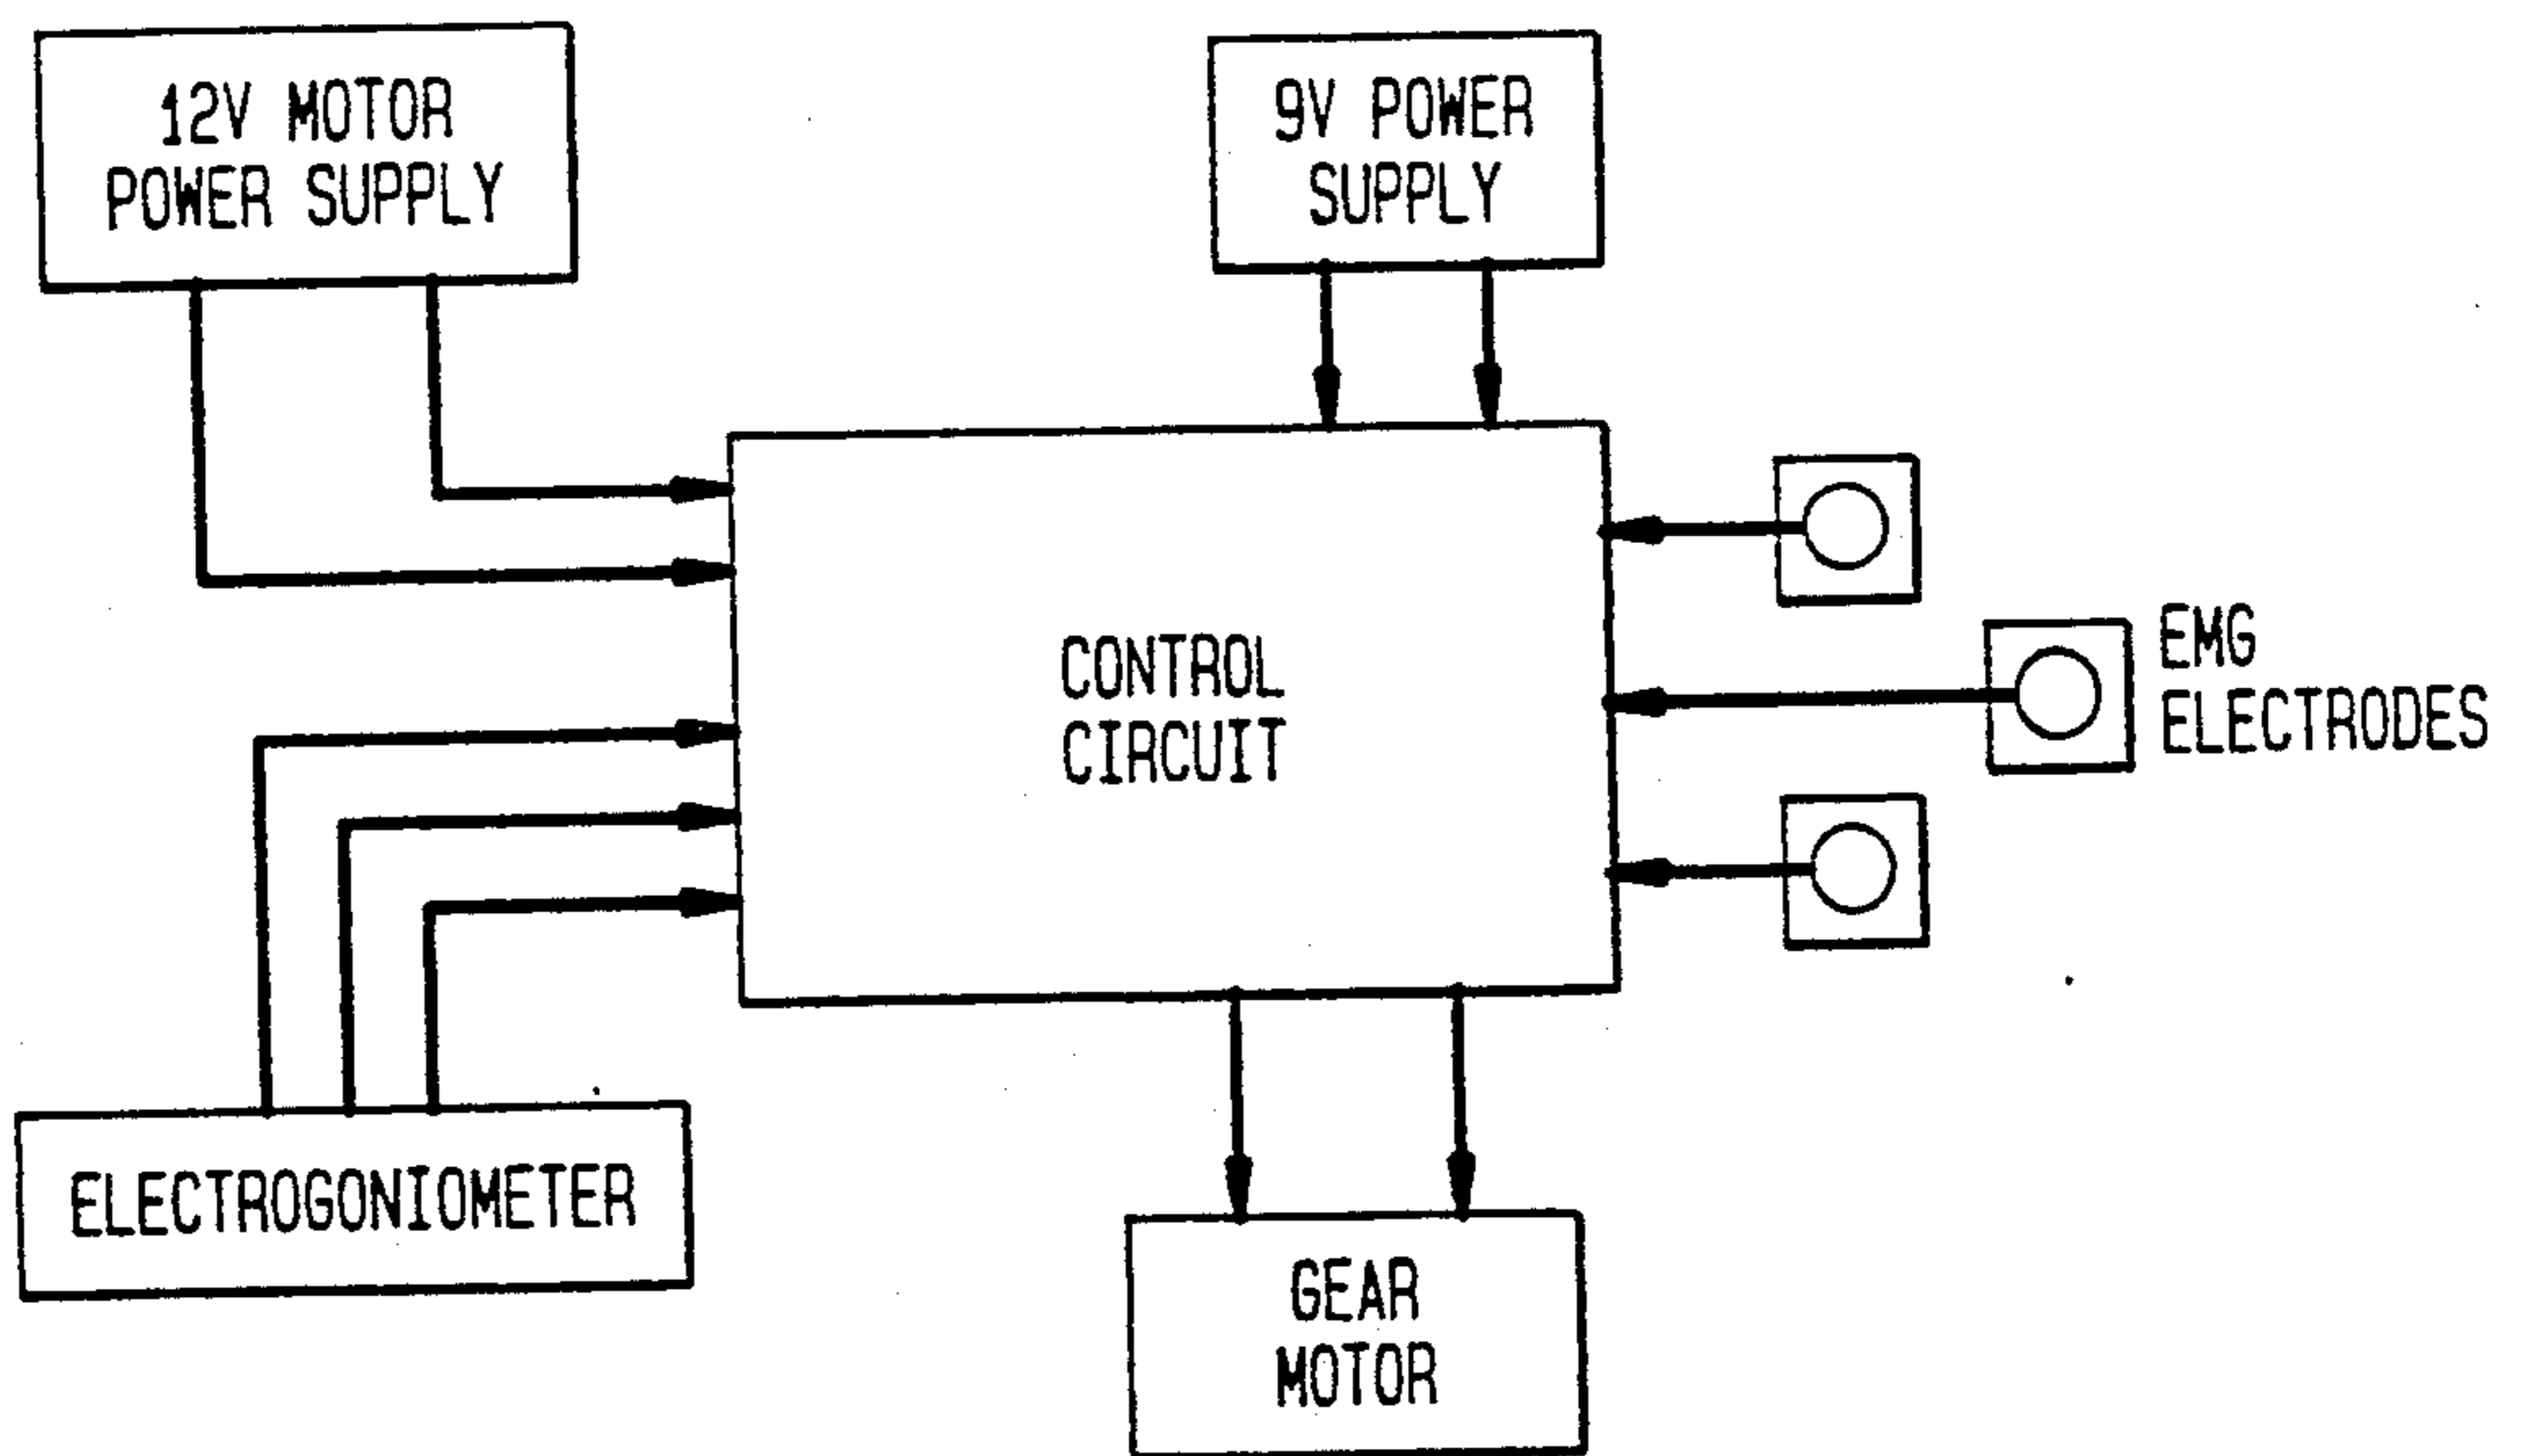 12V MOTOR
POWER SUPPLY
9V POWER
SUPPLY
CONTROL
CIRCUIT
EMG
ELECTRODES
ELECTROGONIOMETER
GEAR
MOTOR